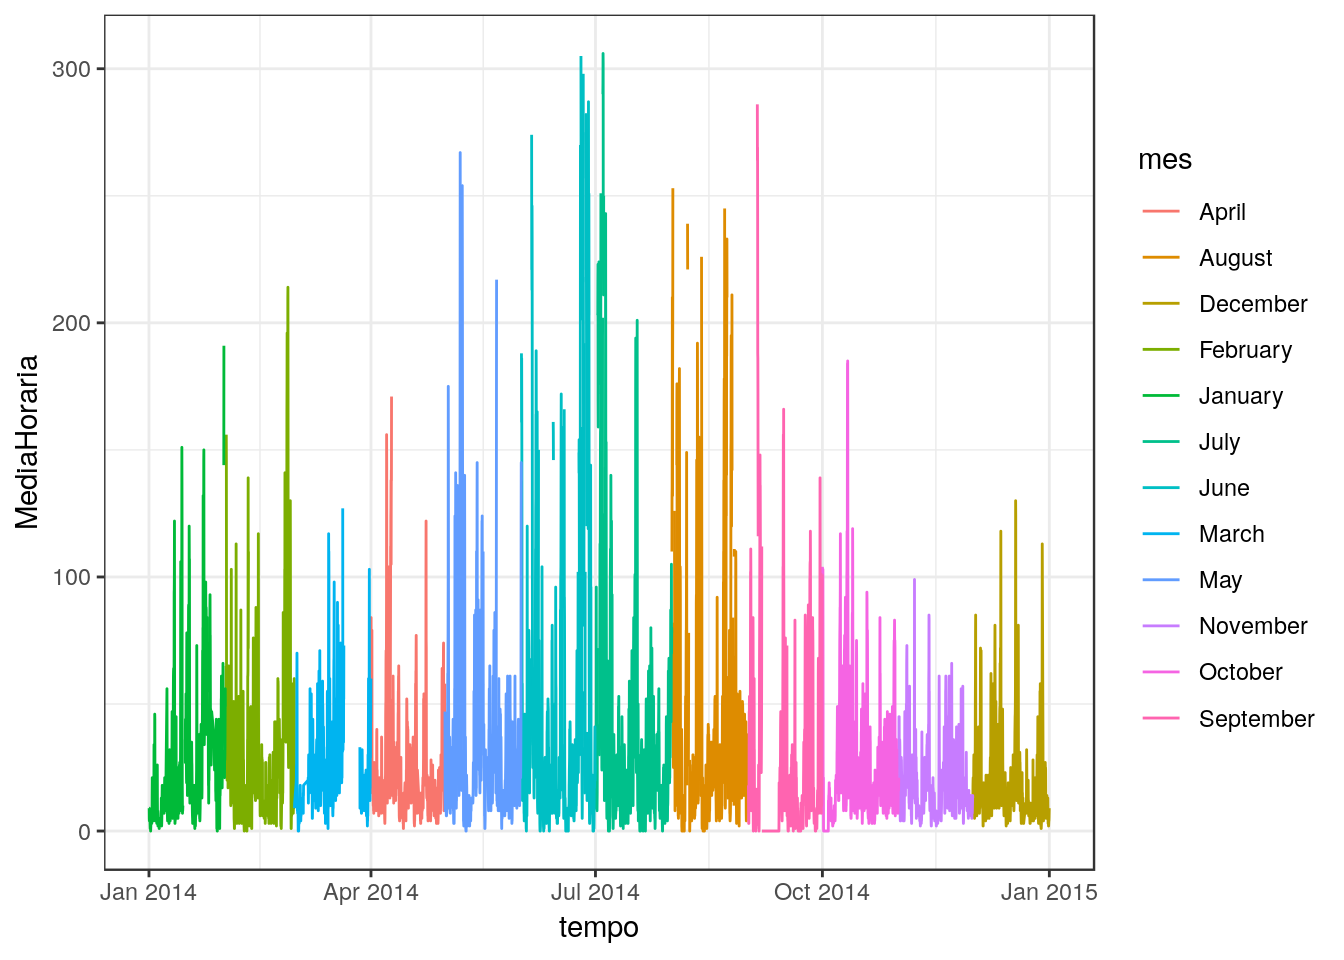 300
200
100
0
MediaHoraria
Jan 2014
Apr 2014
Jul 2014
Oct 2014
Jan 2015
tempo
mes
April
August
December
February
January
July
June
March
May
November
October
September